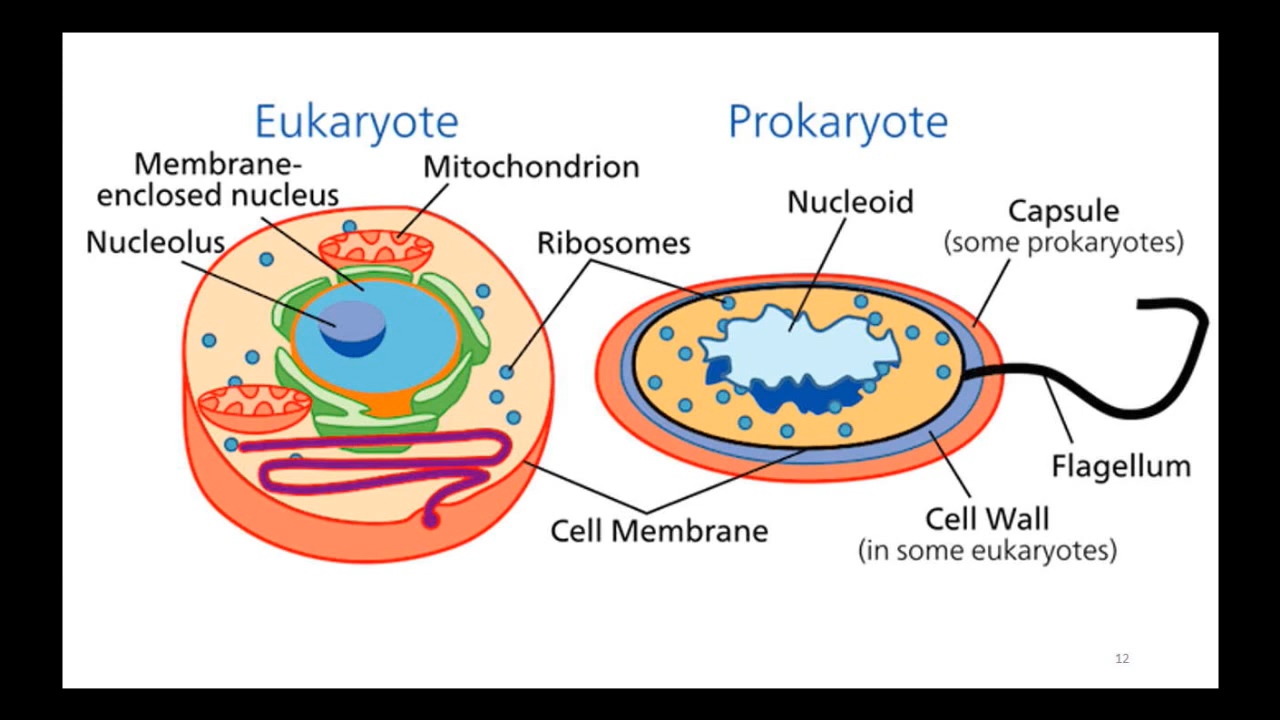 Eukaryote
Prokaryote
Membrane-
enclosed nucleus
Mitochondrion
Nucleolus
Ribosomes
Nucleoid
Capsule
(some prokaryotes)
Flagellum
Cell Membrane
Cell Wall
(in some eukaryotes)
12